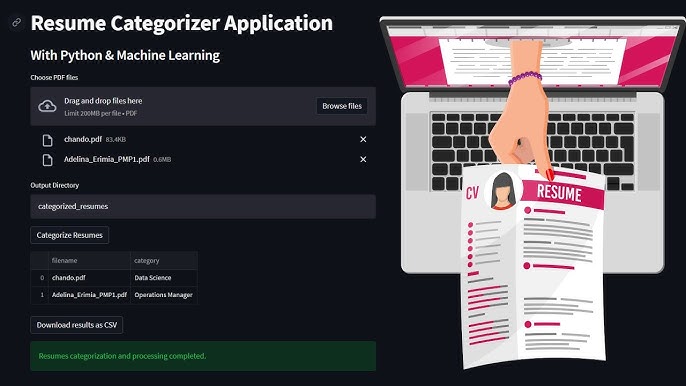 Resume Categorizer Application
With Python & Machine Learning
Choose PDF files
Drag and drop files here
Limit 200MB per file • PDF
Browse files
chando.pdf 83.4KB
Adelina_Erimia_PMP1.pdf 0.6MB
Output Directory
categorized_resumes
Categorize Resumes
filename category
0 chando.pdf Data Science
1 Adelina_Erimia_PMP1.pdf Operations Manager
Download results as CSV
Resumes categorization and processing completed.
CV
RESUME